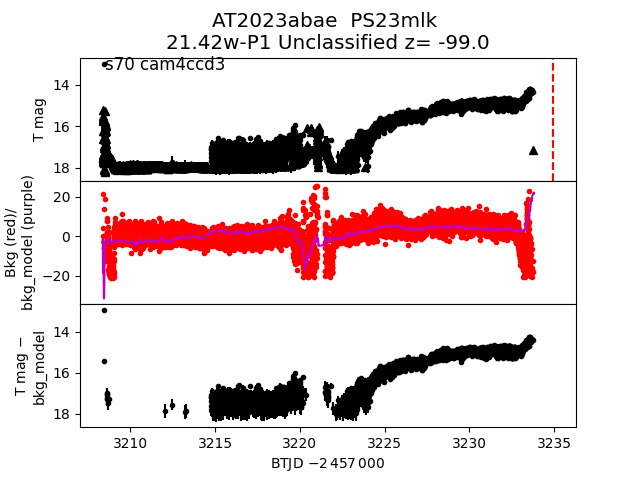 AT2023abae  PS23mlk
21.42w-P1 Unclassified z= -99.0
s70 cam4ccd3
T mag
14
16
18
Bkg (red)/
bkg_model (purple)
20
0
−20
T mag −
bkg_model
14
16
18
3210
3215
3220
3225
3230
3235
BTJD −2 457 000